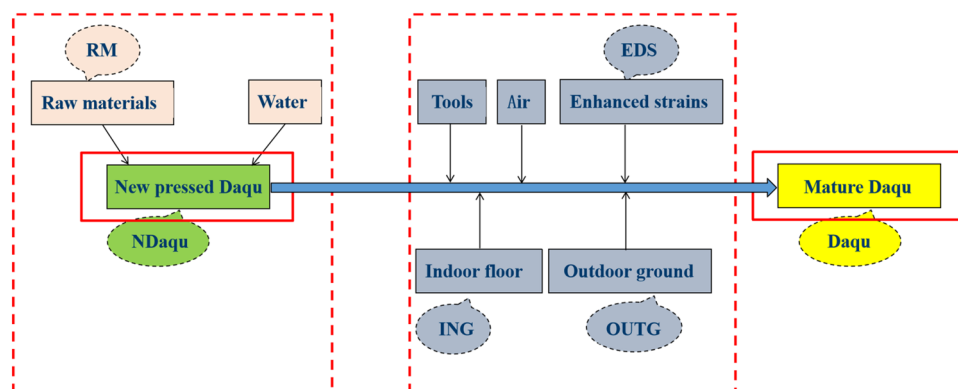 RM
EDS
Raw materials
Water
Tools
Air
Enhanced strains
New pressed Daqu
Mature Daqu
NDaqu
Daqu
Indoor floor
Outdoor ground
ING
OUTG